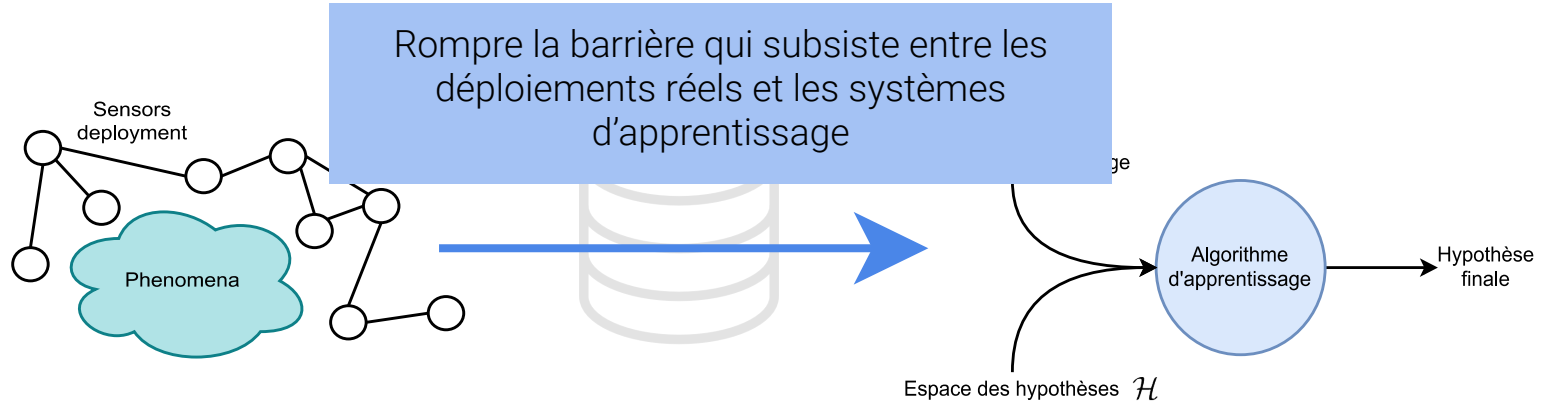 Rompre la barrière qui subsiste entre les
déploiements réels et les systèmes
d'apprentissage
Sensors
deployment
Phenomena
Algorithme
d'apprentissage
Hypothèse
finale
Espace des hypothèses ℋ